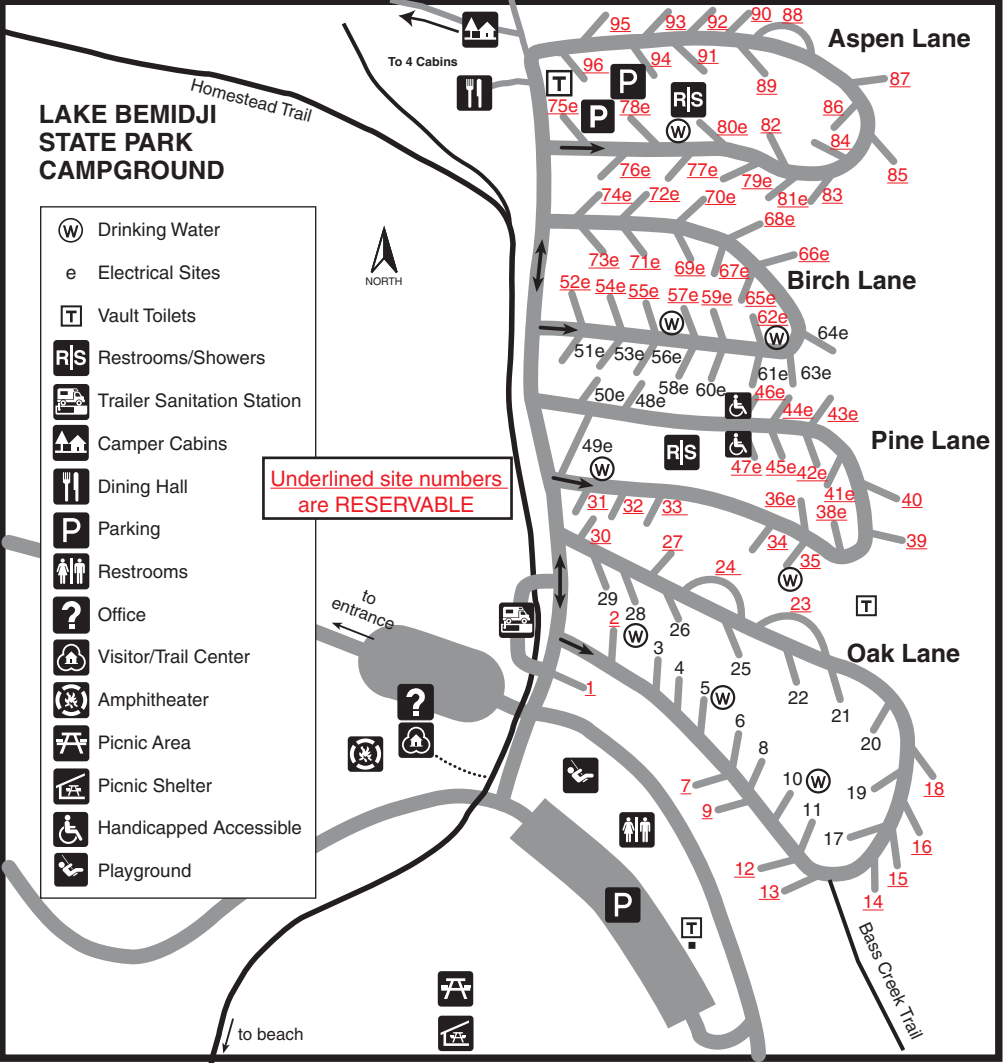 To 4 Cabins
Homestead Trail
LAKE BEMIDJI
STATE PARK
CAMPGROUND
W Drinking Water
e Electrical Sites
T Vault Toilets
R|S Restrooms/Showers
Trailer Sanitation Station
Camper Cabins
Dining Hall
P Parking
Restrooms
? Office
Visitor/Trail Center
Amphitheater
Picnic Area
Picnic Shelter
Handicapped Accessible
Playground
NORTH
Underlined site numbers
are RESERVABLE
Aspen Lane
95 93 92 90 88
96 94 91 89 87
T P R|S
75e P 78e W 80e 82 86 84
76e 77e 79e 81e 83 85
Birch Lane
74e 72e 70e 68e
73e 71e 69e 67e 66e
52e 54e 55e 57e 59e 65e
W 62e W 64e
51e 53e 56e 58e 60e 61e 63e
Pine Lane
50e 48e 46e 44e 43e
49e W R|S 47e 45e 42e 41e 40
31 32 33 36e 38e 39
34 35 W
T
Oak Lane
30 27 24 23
29 28 26 25 22 21 20
2 W 3 4 5 W 6 8 10 W 11
1 7 9 12 13 14 15 16 17 18 19
to
entrance
?
P
T
Bass Creek Trail
to beach